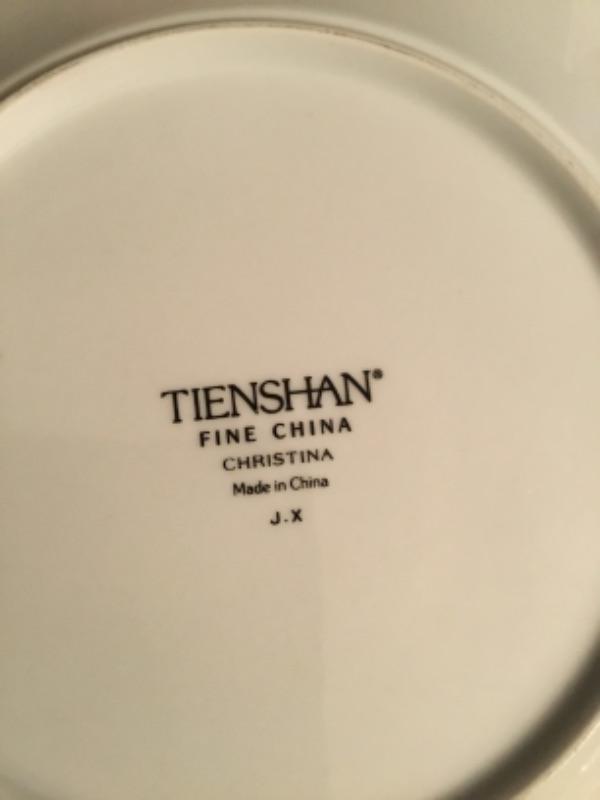 TIENSHAN®
FINE CHINA
CHRISTINA
Made in China
J.X